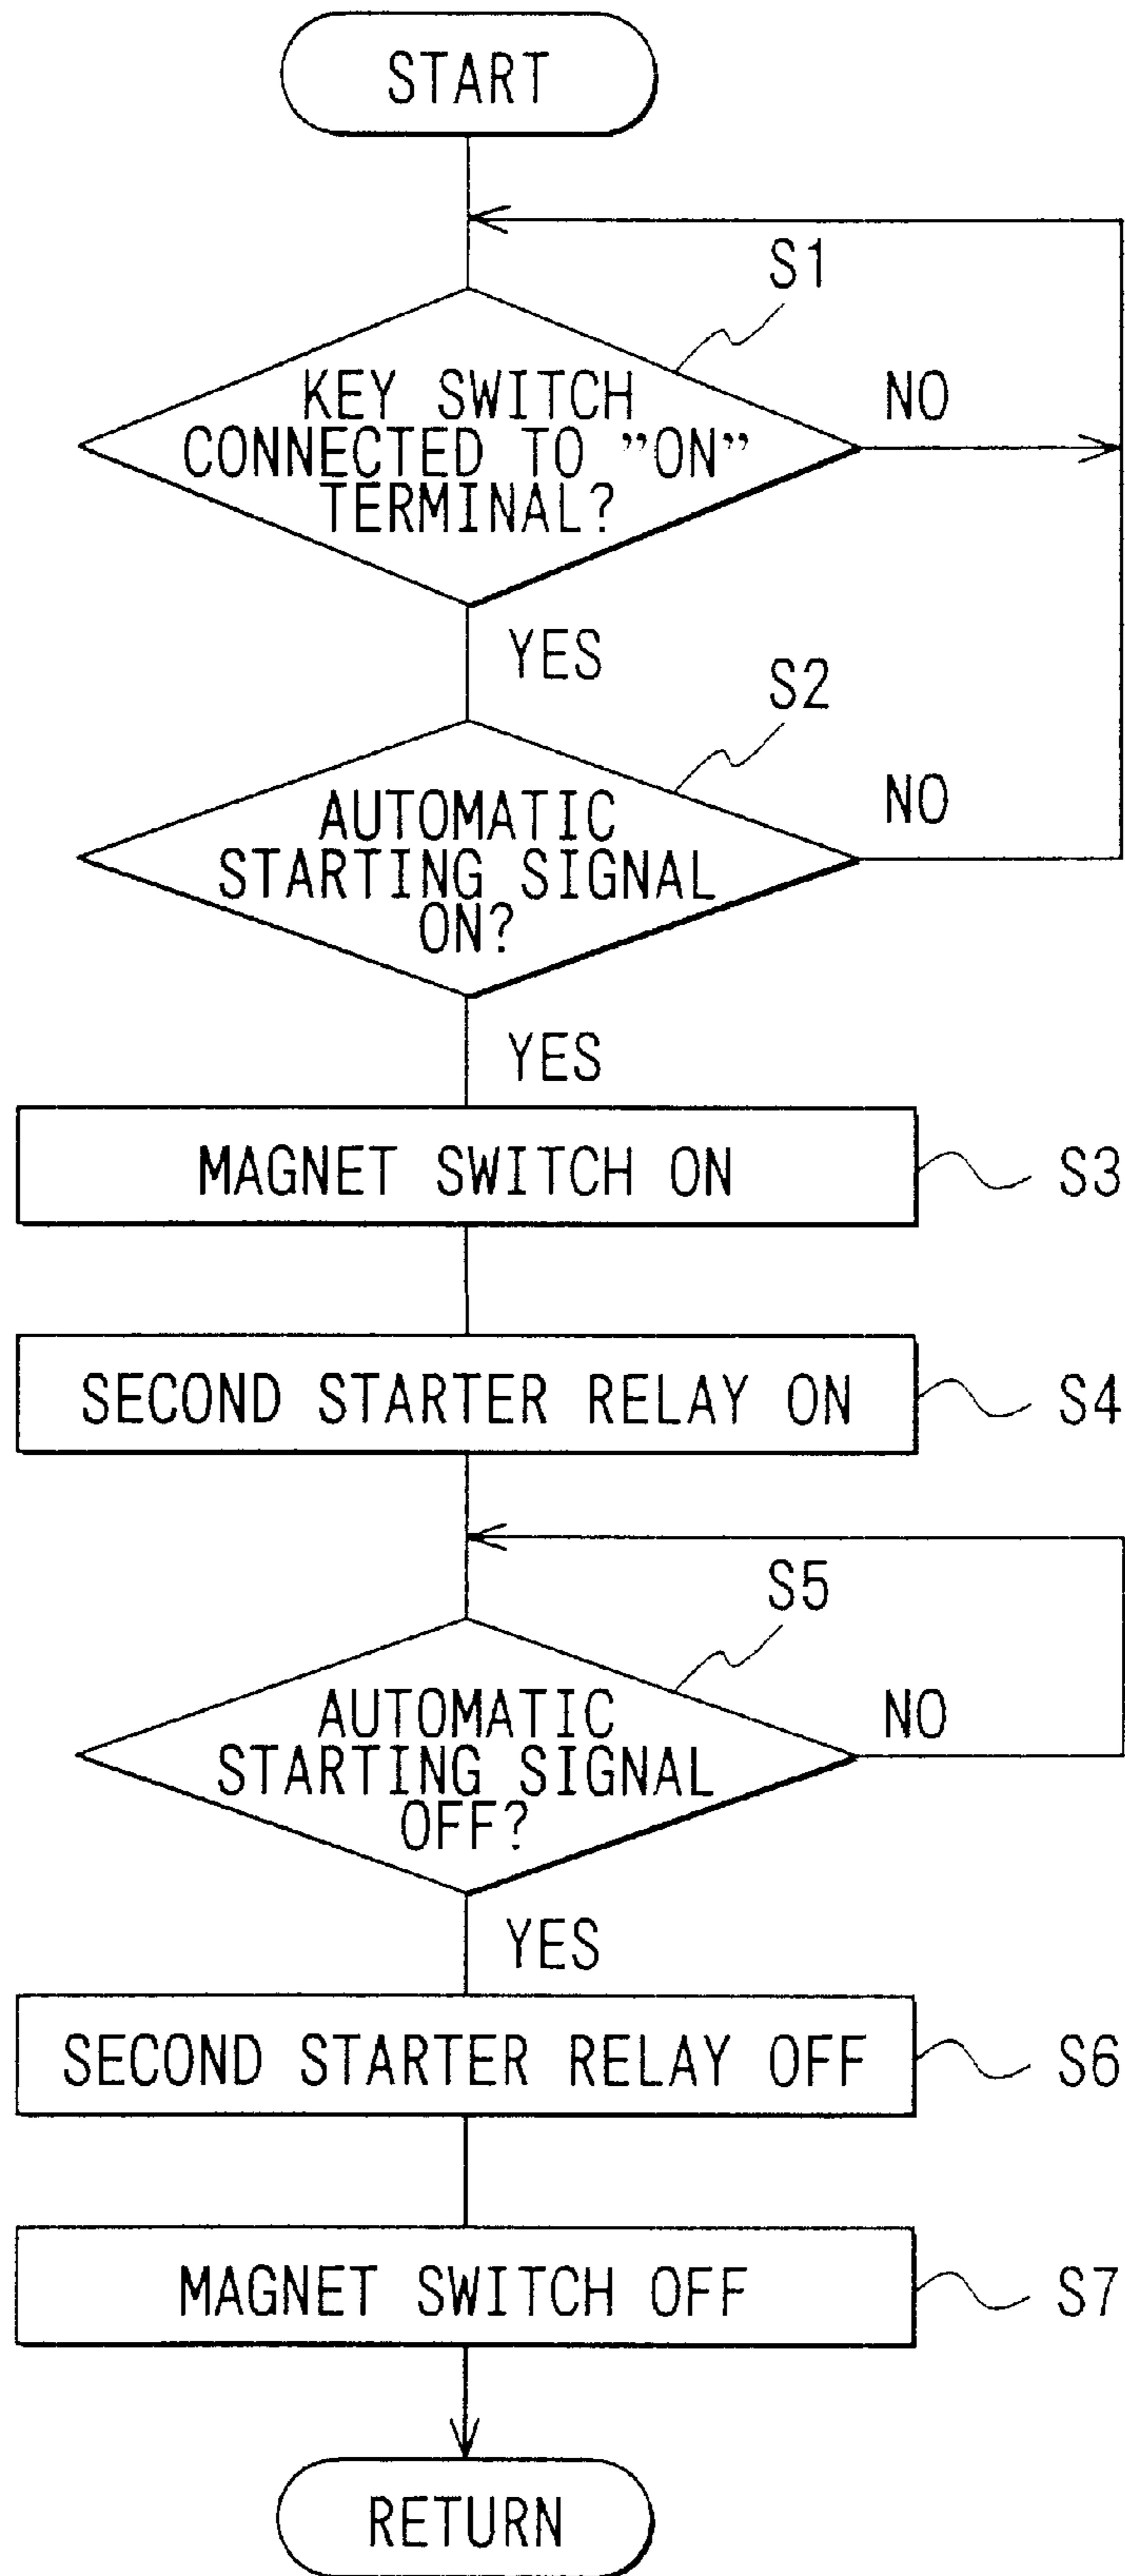 START
S1
KEY SWITCH
CONNECTED TO ”ON”
TERMINAL?
NO
YES
S2
AUTOMATIC
STARTING SIGNAL
ON?
NO
YES
MAGNET SWITCH ON
S3
SECOND STARTER RELAY ON
S4
S5
AUTOMATIC
STARTING SIGNAL
OFF?
NO
YES
SECOND STARTER RELAY OFF
S6
MAGNET SWITCH OFF
S7
RETURN